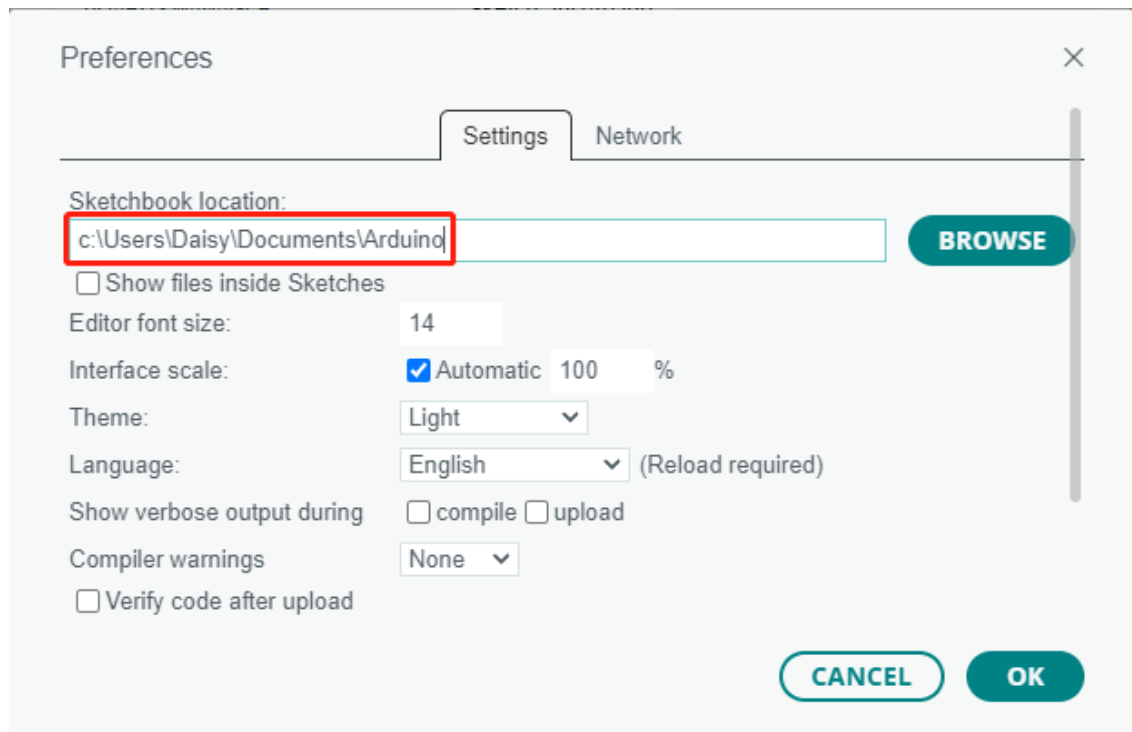 Preferences
Settings Network
Sketchbook location:
c:\Users\Daisy\Documents\Arduino
BROWSE
Show files inside Sketches
Editor font size: 14
Interface scale: Automatic 100 %
Theme: Light
Language: English (Reload required)
Show verbose output during compile upload
Compiler warnings None
Verify code after upload
CANCEL OK